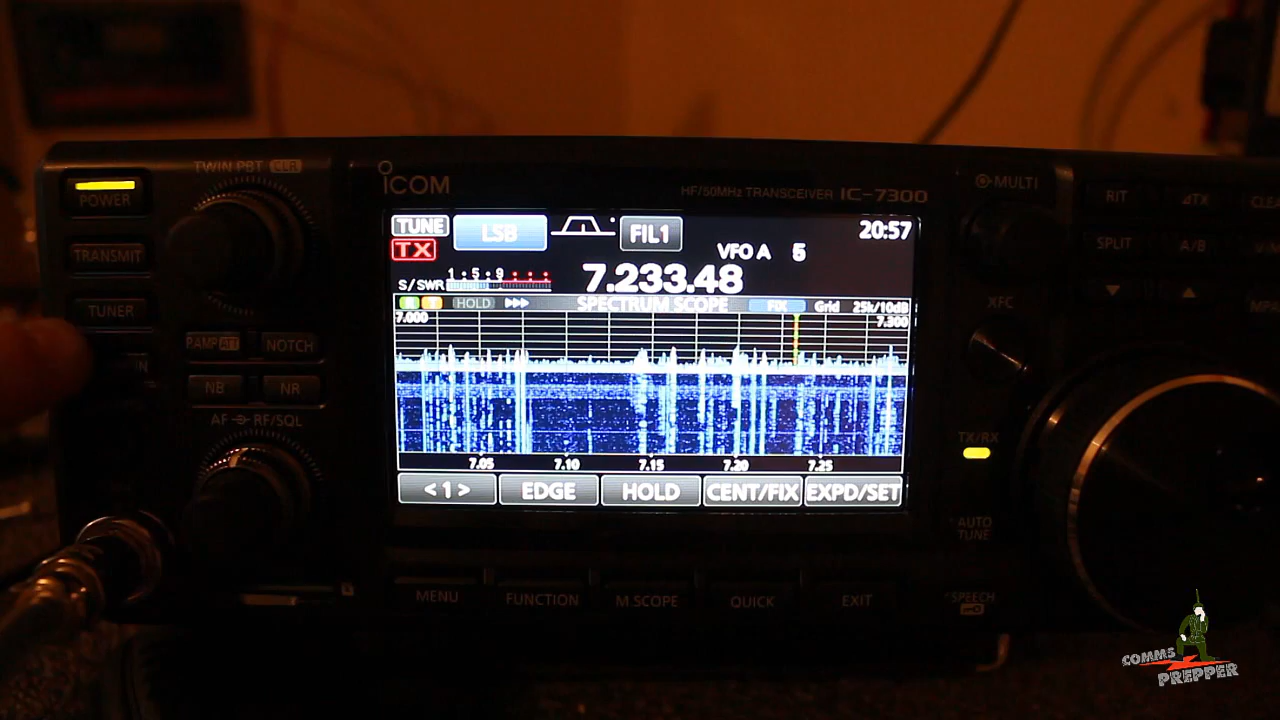 TWIN PBT CLR
ICOM
HF/50MHz TRANSCEIVER IC-7300
MULTI
POWER
TRANSMIT
TUNER
P.AMP ATT
NOTCH
NB
NR
AF RF/SQL
TUNE
LSB
FIL1
20:57
TX
VFO A 5
S/SWR 1 5 9
7.233.48
HOLD
SPECTRUM SCOPE
FIX
Grid
25k/10dB
7.000
7.300
7.05 7.10 7.15 7.20 7.25
<1>
EDGE
HOLD
CENT/FIX
EXPD/SET
MENU
FUNCTION
M.SCOPE
QUICK
EXIT
RIT
ΔTX
SPLIT
A/B
XFC
TX/RX
AUTO
TUNE
SPEECH
COMMS
PREPPER